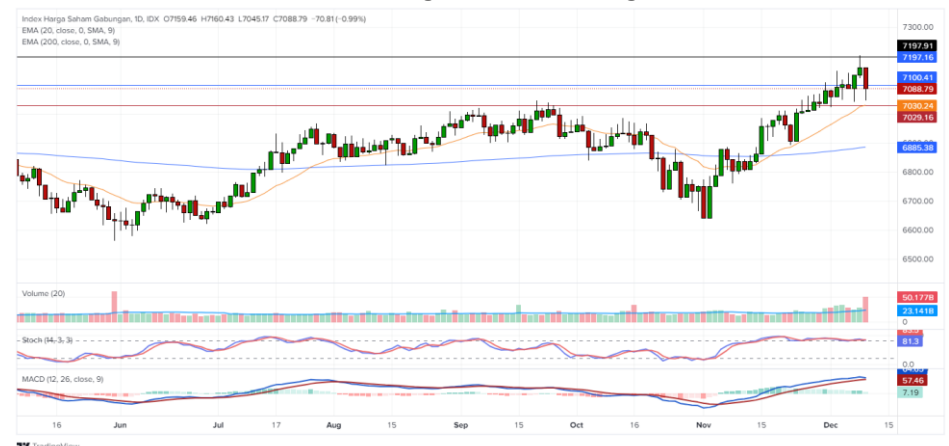 Index Harga Saham Gabungan, 1D, IDX O7159.46 H7160.43 L7045.17 C7088.79 -70.81 (-0.99%)
EMA (20, close, 0, SMA, 9)
EMA (200, close, 0, SMA, 9)
7300.00
7197.91
7197.16
7100.41
7088.79
7030.24
7029.16
6885.38
6800.00
6700.00
6600.00
6500.00
Volume (20)
50.177B
23.141B
0
Stoch (14, 3, 3)
81.3
0.0
MACD (12, 26, close, 9)
57.46
7.19
16 Jun Jul 17 Aug 15 Sep 15 Oct 16 Nov 15 Dec 15
TradingView